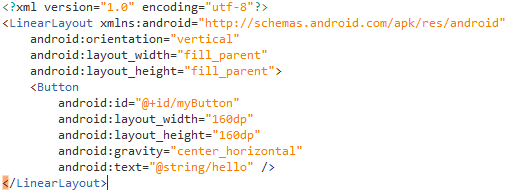 <?xml version="1.0" encoding="utf-8"?>
<LinearLayout xmlns:android="http://schemas.android.com/apk/res/android"
    android:orientation="vertical"
    android:layout_width="fill_parent"
    android:layout_height="fill_parent">
    <Button
        android:id="@+id/myButton"
        android:layout_width="160dp"
        android:layout_height="160dp"
        android:gravity="center_horizontal"
        android:text="@string/hello" />
</LinearLayout>